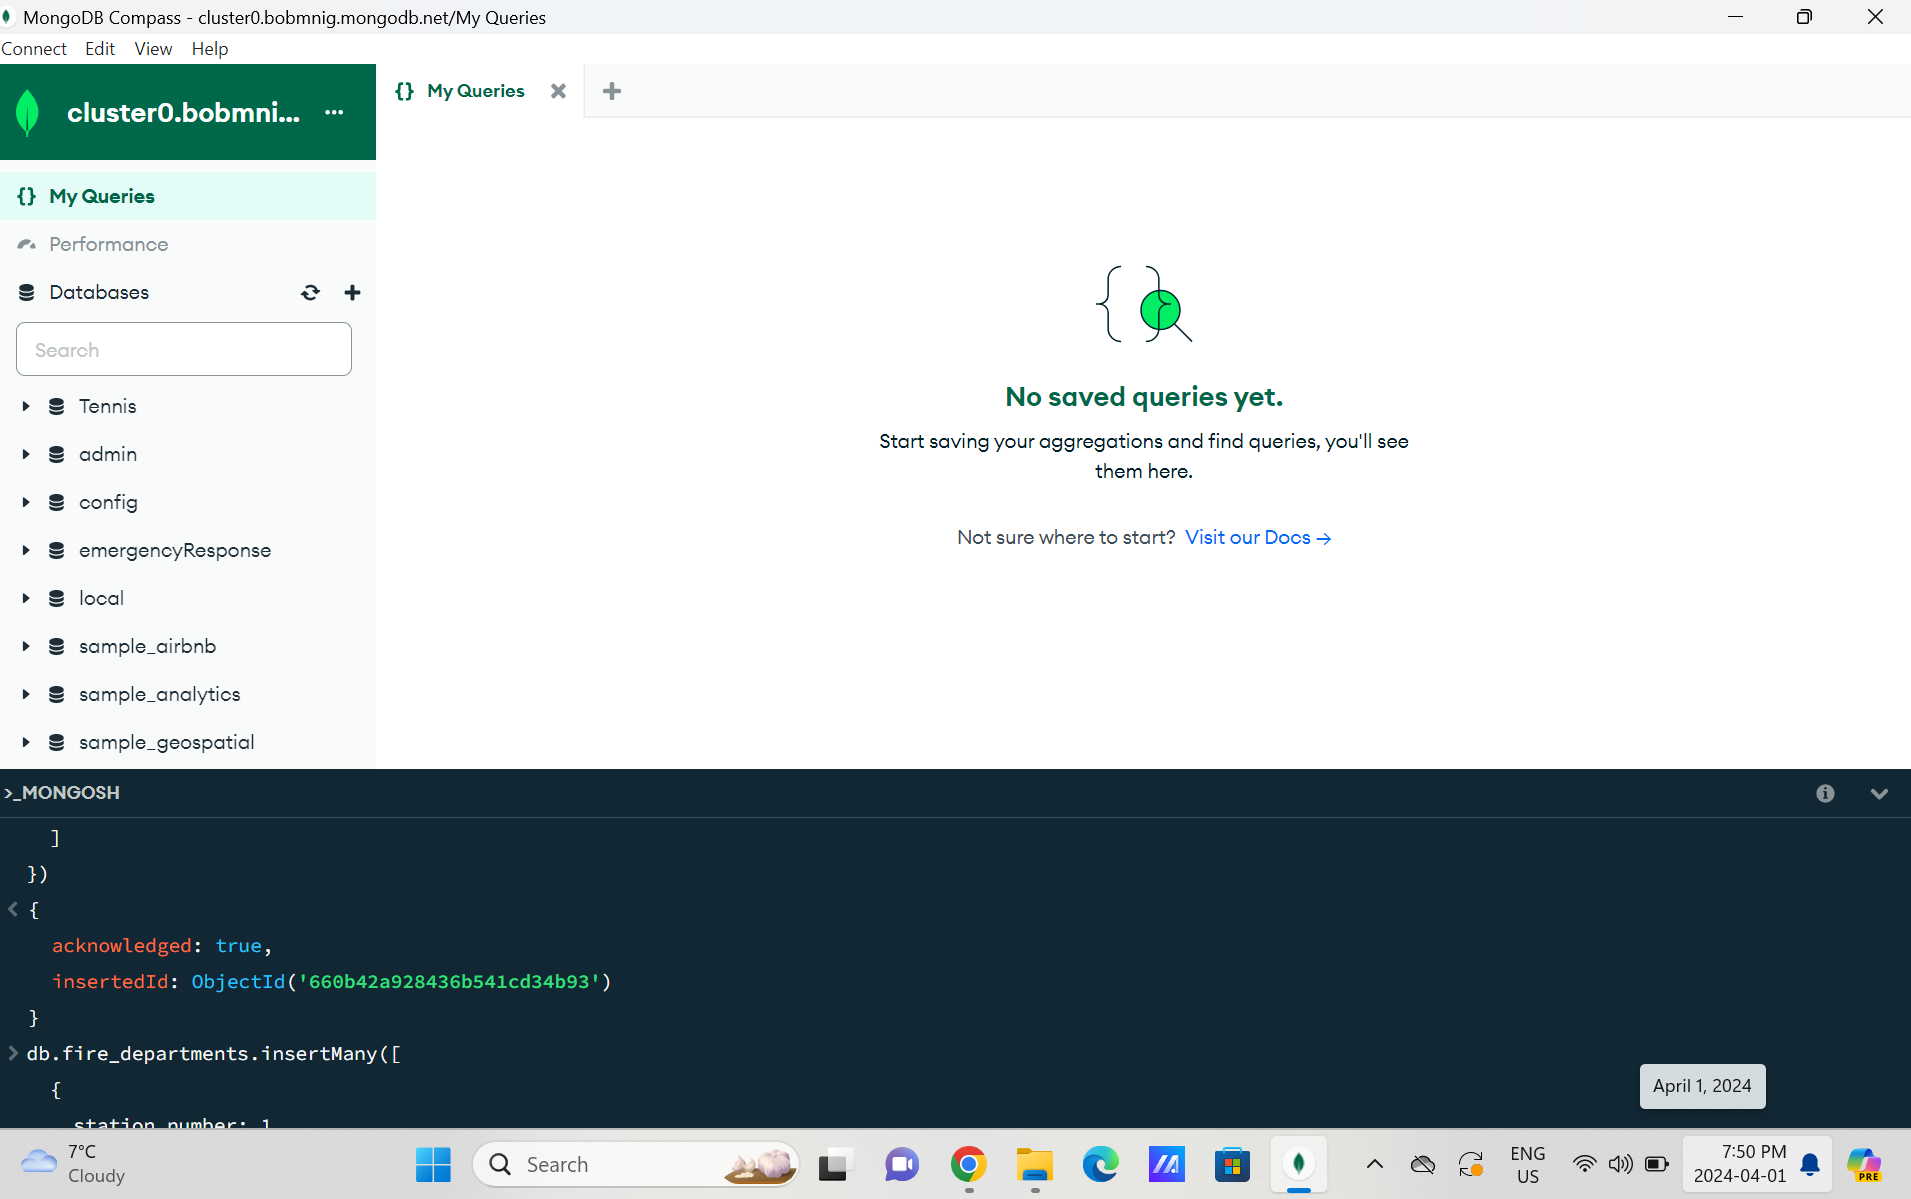 MongoDB Compass - cluster0.bobmnig.mongodb.net/My Queries
Connect Edit View Help
cluster0.bobmni... ...
{} My Queries
{} My Queries
Performance
Databases
Search
Tennis
admin
config
emergencyResponse
local
sample_airbnb
sample_analytics
sample_geospatial
No saved queries yet.
Start saving your aggregations and find queries, you'll see
them here.
Not sure where to start? Visit our Docs →
>_MONGOSH
]
})
< {
acknowledged: true,
insertedId: ObjectId('660b42a928436b541cd34b93')
}
> db.fire_departments.insertMany([
{
station_number: 1
April 1, 2024
7°C
Cloudy
Search
ENG
US
7:50 PM
2024-04-01
PRE